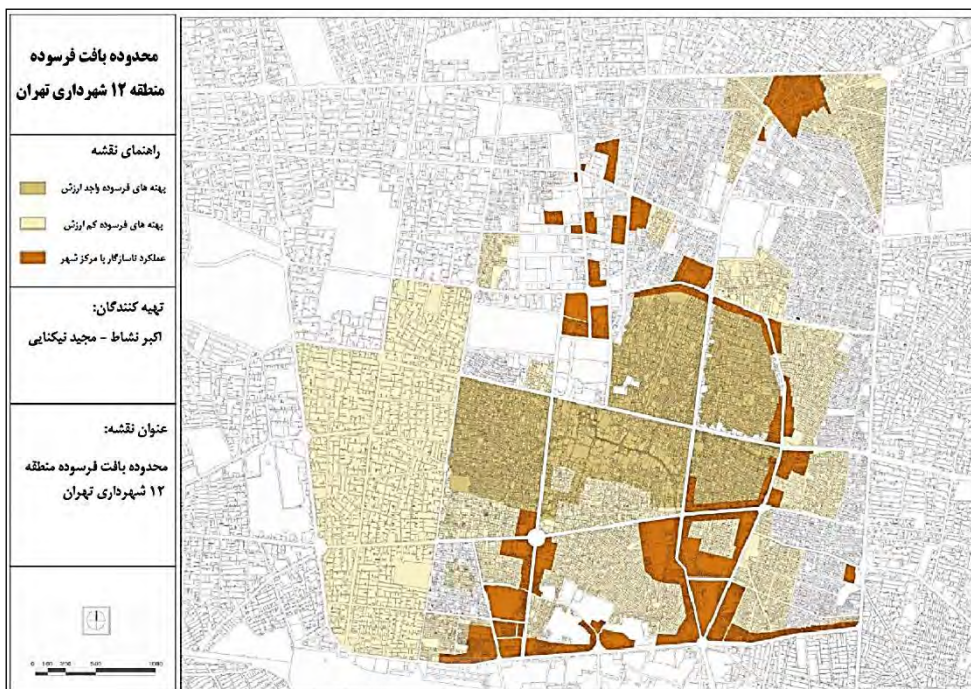 محدوده بافت فرسوده
منطقه ۱۲ شهرداری تهران
راهنمای نقشه
پهنه های فرسوده واجد ارزش
پهنه های فرسوده کم ارزش
عملکرد ناسازگار با مرکز شهر
تهیه کنندگان:
اکبر نشاط - مجید نیکنایی
عنوان نقشه:
محدوده بافت فرسوده منطقه
۱۲ شهرداری تهران